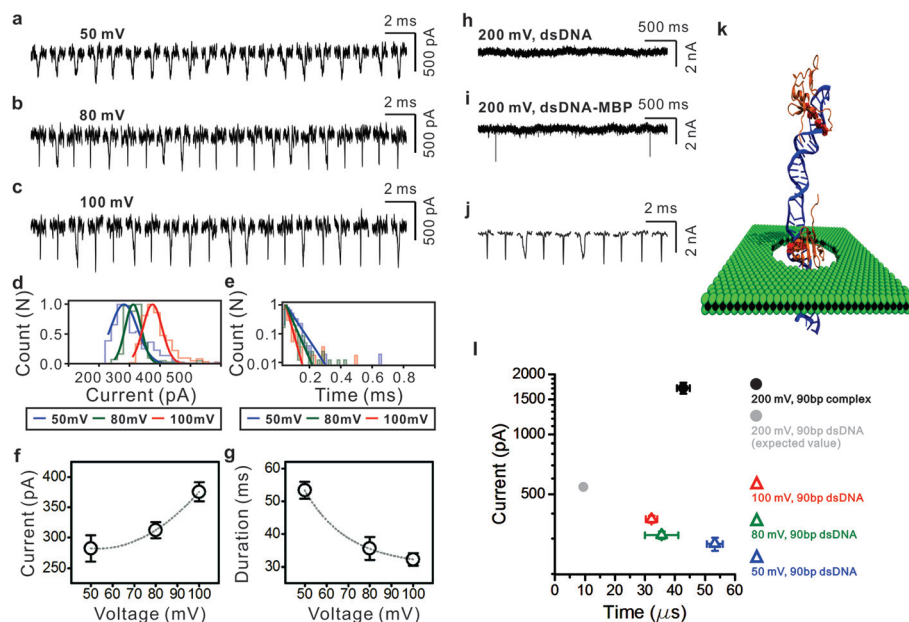 a
50 mV
2 ms
500 pA
b
80 mV
2 ms
500 pA
c
100 mV
2 ms
500 pA
d
Count (N)
1.0
0.5
0.0
200 300 400 500
Current (pA)
50mV 80mV 100mV
e
Count (N)
1
0.1
0.01
0.2 0.4 0.6 0.8
Time (ms)
50mV 80mV 100mV
f
Current (pA)
400
350
300
250
50 60 70 80 90 100
Voltage (mV)
g
Duration (ms)
60
50
40
30
50 60 70 80 90 100
Voltage (mV)
h
200 mV, dsDNA
500 ms
2 nA
i
200 mV, dsDNA-MBP
500 ms
2 nA
j
2 ms
2 nA
k
l
Current (pA)
2000
1500
1000
500
0 10 20 30 40 50 60
Time (μs)
200 mV, 90bp complex
200 mV, 90bp dsDNA
(expected value)
100 mV, 90bp dsDNA
80 mV, 90bp dsDNA
50 mV, 90bp dsDNA